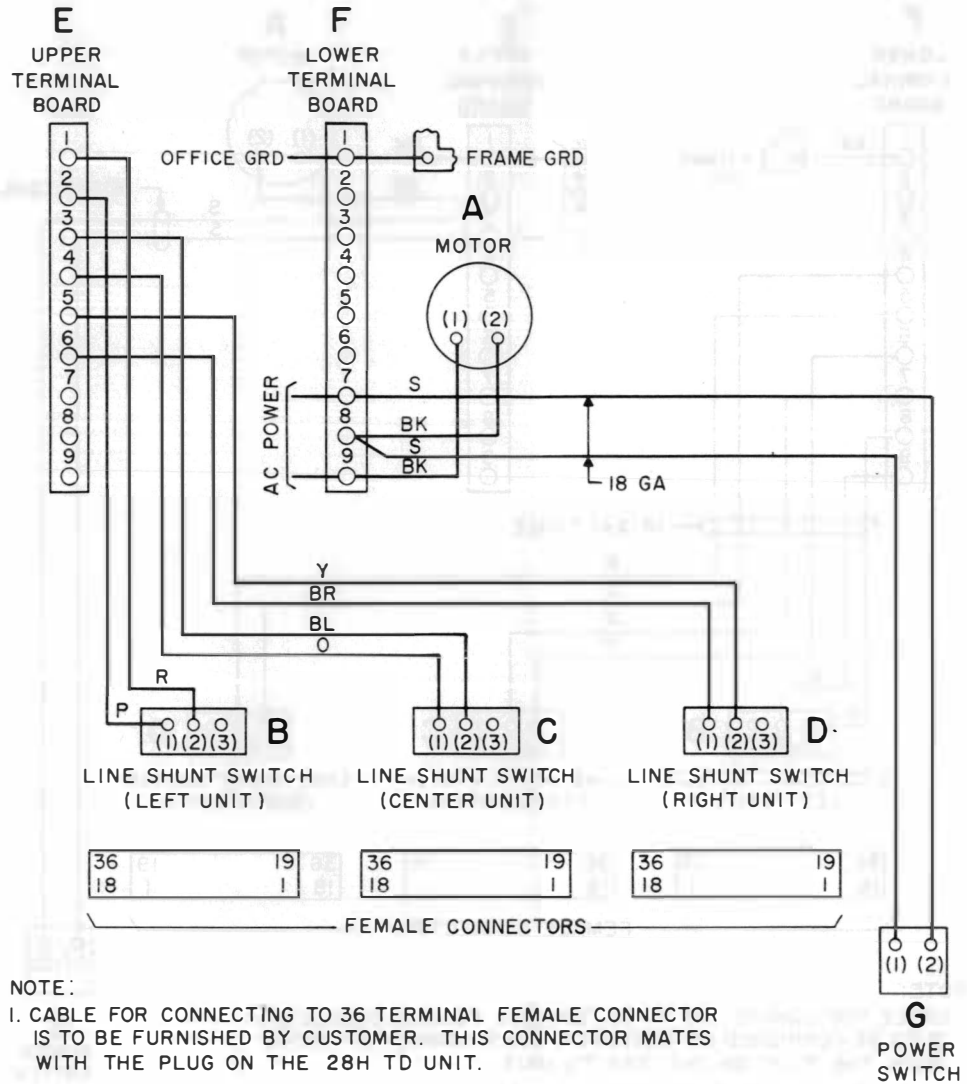 E
UPPER
TERMINAL
BOARD
1
2
3
4
5
6
7
8
9
F
LOWER
TERMINAL
BOARD
1
2
3
4
5
6
7
8
9
OFFICE GRD
FRAME GRD
A
MOTOR
(1) (2)
AC POWER
S
BK
S
BK
18 GA
Y
BR
BL
O
R
P
(1) (2) (3)
B
LINE SHUNT SWITCH
(LEFT UNIT)
(1) (2) (3)
C
LINE SHUNT SWITCH
(CENTER UNIT)
(1) (2) (3)
D
LINE SHUNT SWITCH
(RIGHT UNIT)
36 19
18 1
36 19
18 1
36 19
18 1
FEMALE CONNECTORS
(1) (2)
G
POWER
SWITCH
NOTE:
1. CABLE FOR CONNECTING TO 36 TERMINAL FEMALE CONNECTOR
IS TO BE FURNISHED BY CUSTOMER. THIS CONNECTOR MATES
WITH THE PLUG ON THE 28H TD UNIT.